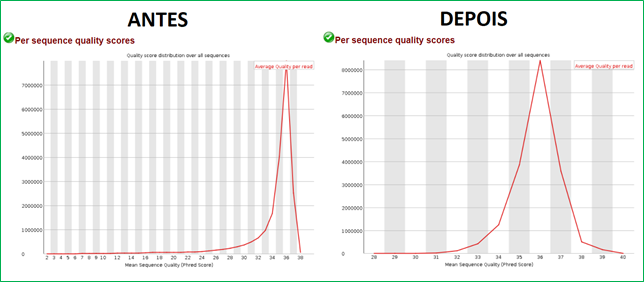 ANTES
Per sequence quality scores
Quality score distribution over all sequences
Average Quality per read
7000000
6000000
5000000
4000000
3000000
2000000
1000000
0
2 3 4 5 6 7 8 9 10 12 14 16 18 20 22 24 26 28 30 32 34 36 38
Mean Sequence Quality (Phred Score)
DEPOIS
Per sequence quality scores
Quality score distribution over all sequences
Average Quality per read
8000000
7000000
6000000
5000000
4000000
3000000
2000000
1000000
0
28 29 30 31 32 33 34 35 36 37 38 39 40
Mean Sequence Quality (Phred Score)